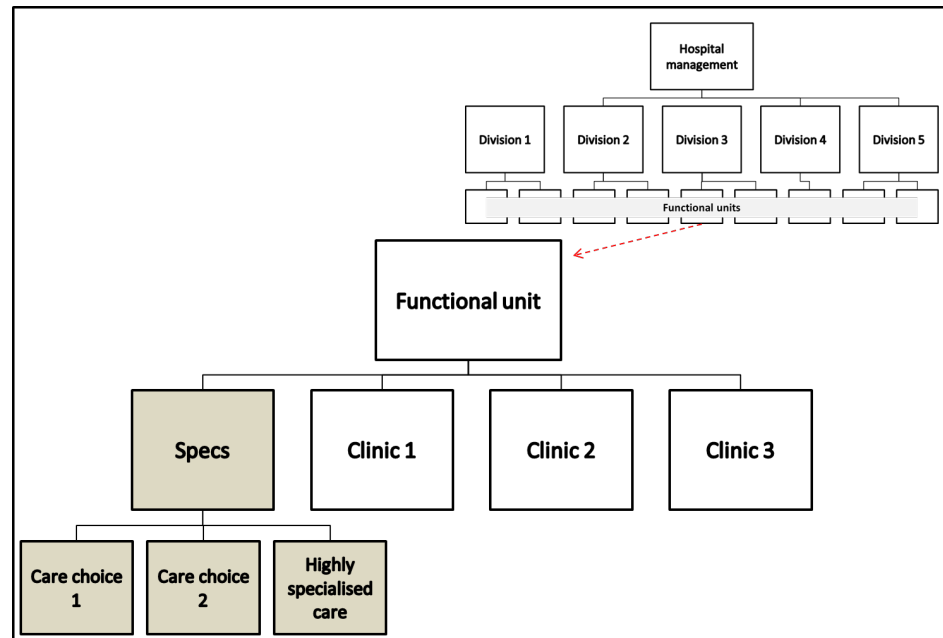 Hospital
management
Division 1
Division 2
Division 3
Division 4
Division 5
Functional units
Functional unit
Specs
Clinic 1
Clinic 2
Clinic 3
Care choice
1
Care choice
2
Highly
specialised
care